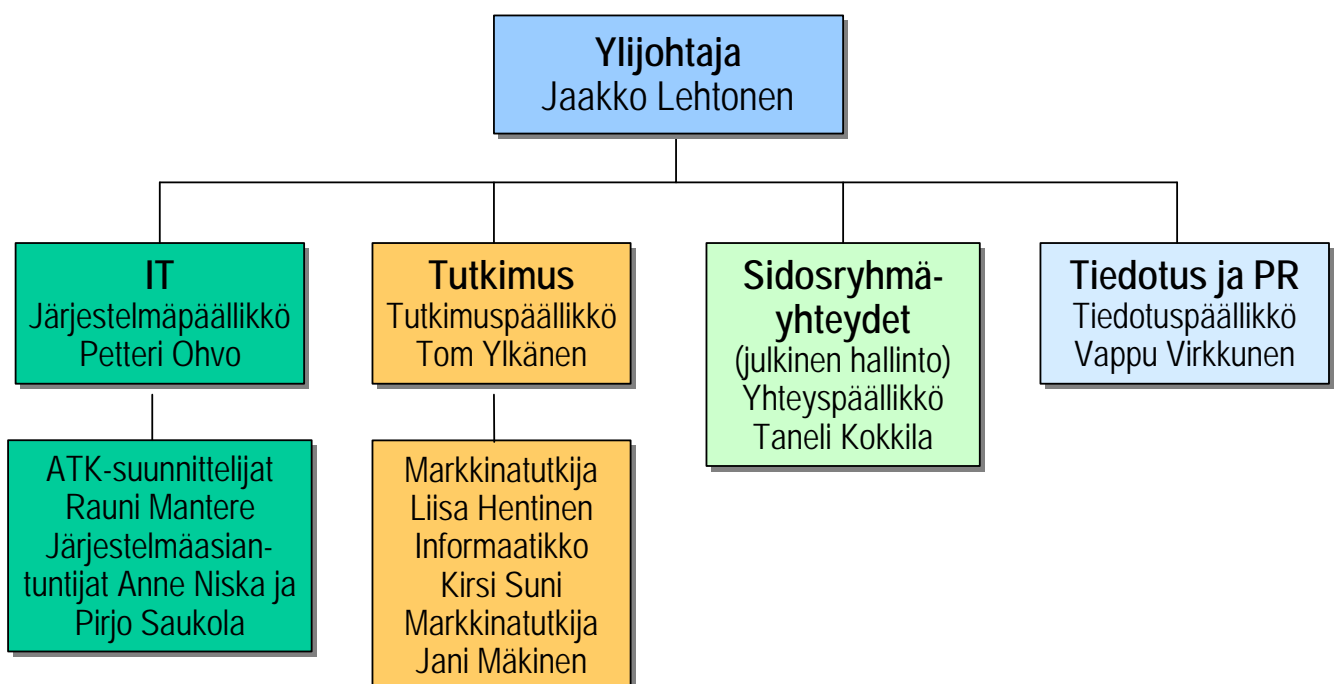 Ylijohtaja
Jaakko Lehtonen
IT
Järjestelmäpäällikkö
Petteri Ohvo
Tutkimus
Tutkimuspäällikkö
Tom Ylkänen
Sidosryhmä-
yhteydet
(julkinen hallinto)
Yhteyspäällikkö
Taneli Kokkila
Tiedotus ja PR
Tiedotuspäällikkö
Vappu Virkkunen
ATK-suunnittelijat
Rauni Mantere
Järjestelmäasian-
tuntijat Anne Niska ja
Pirjo Saukola
Markkinatutkija
Liisa Hentinen
Informaatikko
Kirsi Suni
Markkinatutkija
Jani Mäkinen